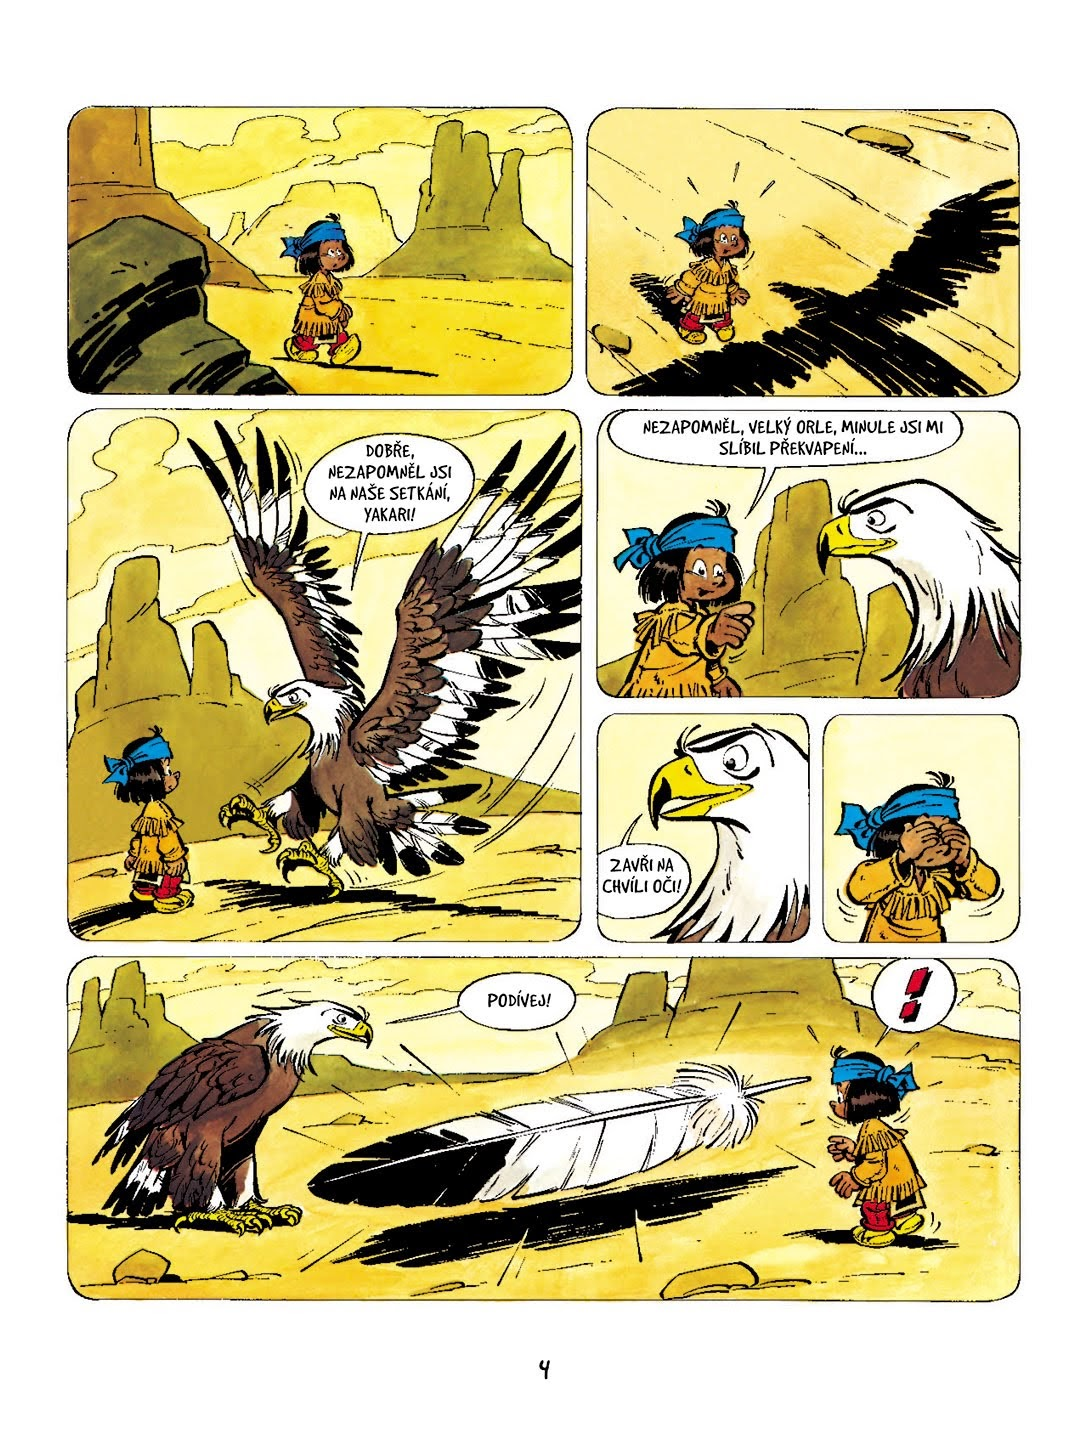 DOBŘE,
NEZAPOMNĚL JSI
NA NAŠE SETKÁNÍ,
YAKARI!
NEZAPOMNĚL, VELKÝ ORLE, MINULE JSI MI
SLÍBIL PŘEKVAPENÍ...
ZAVŘI NA
CHVÍLI OČI!
PODÍVEJ!
!
4